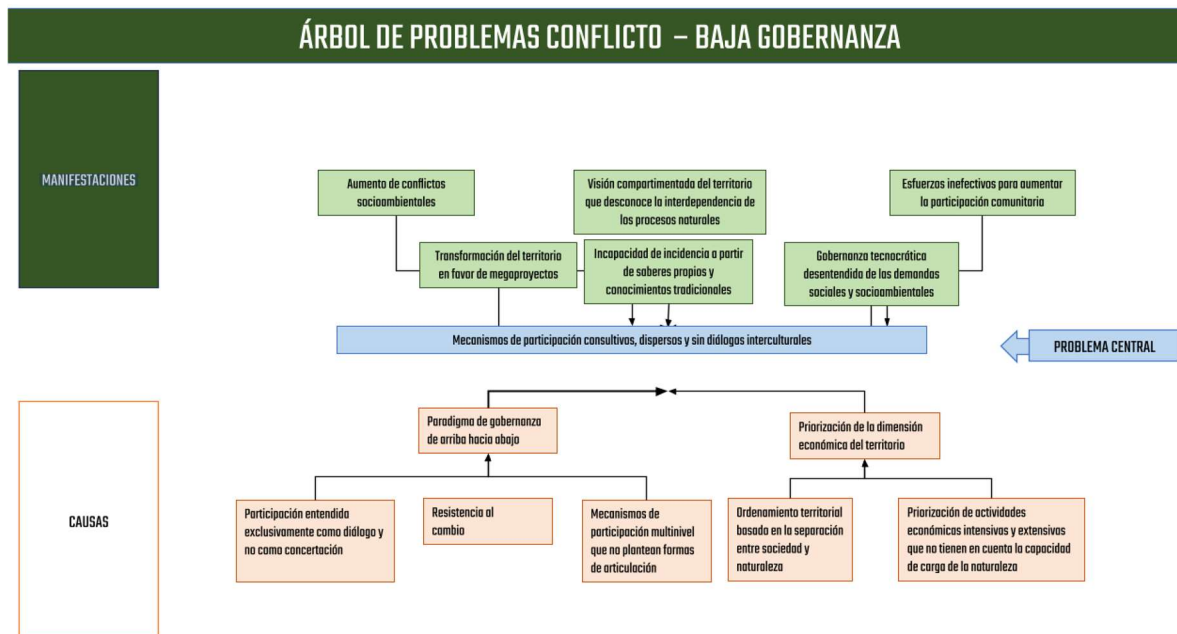 ÁRBOL DE PROBLEMAS CONFLICTO – BAJA GOBERNANZA
MANIFESTACIONES
Aumento de conflictos
socioambientales
Visión compartimentada del territorio
que desconoce la interdependencia de
los procesos naturales
Esfuerzos inefectivos para aumentar
la participación comunitaria
Transformación del territorio
en favor de megaproyectos
Incapacidad de incidencia a partir
de saberes propios y
conocimientos tradicionales
Gobernanza tecnocrática
desentendida de las demandas
sociales y socioambientales
Mecanismos de participación consultivos, dispersos y sin diálogos interculturales
PROBLEMA CENTRAL
CAUSAS
Paradigma de gobernanza
de arriba hacia abajo
Priorización de la dimensión
económica del territorio
Participación entendida
exclusivamente como diálogo y
no como concertación
Resistencia al
cambio
Mecanismos de
participación multinivel
que no plantean formas
de articulación
Ordenamiento territorial
basado en la separación
entre sociedad y
naturaleza
Priorización de actividades
económicas intensivos y extensivos
que no tienen en cuenta la capacidad
de carga de la naturaleza